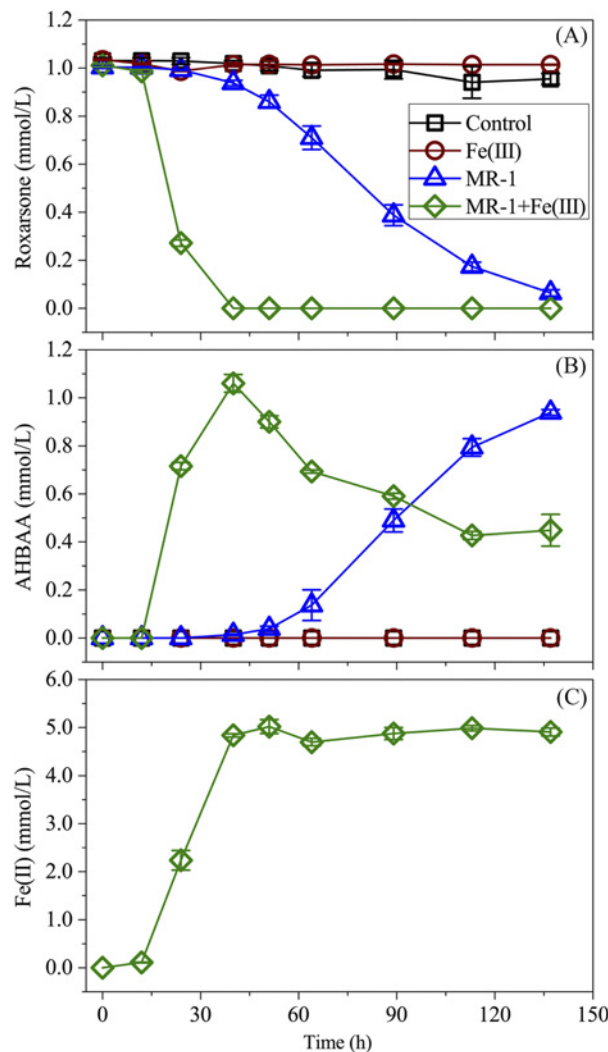 (A)
1.2
1.0
0.8
0.6
0.4
0.2
0.0
Roxarsone (mmol/L)
Control
Fe(III)
MR-1
MR-1+Fe(III)
(B)
1.2
1.0
0.8
0.6
0.4
0.2
0.0
AHBAA (mmol/L)
(C)
6.0
5.0
4.0
3.0
2.0
1.0
0.0
Fe(II) (mmol/L)
0 30 60 90 120 150
Time (h)